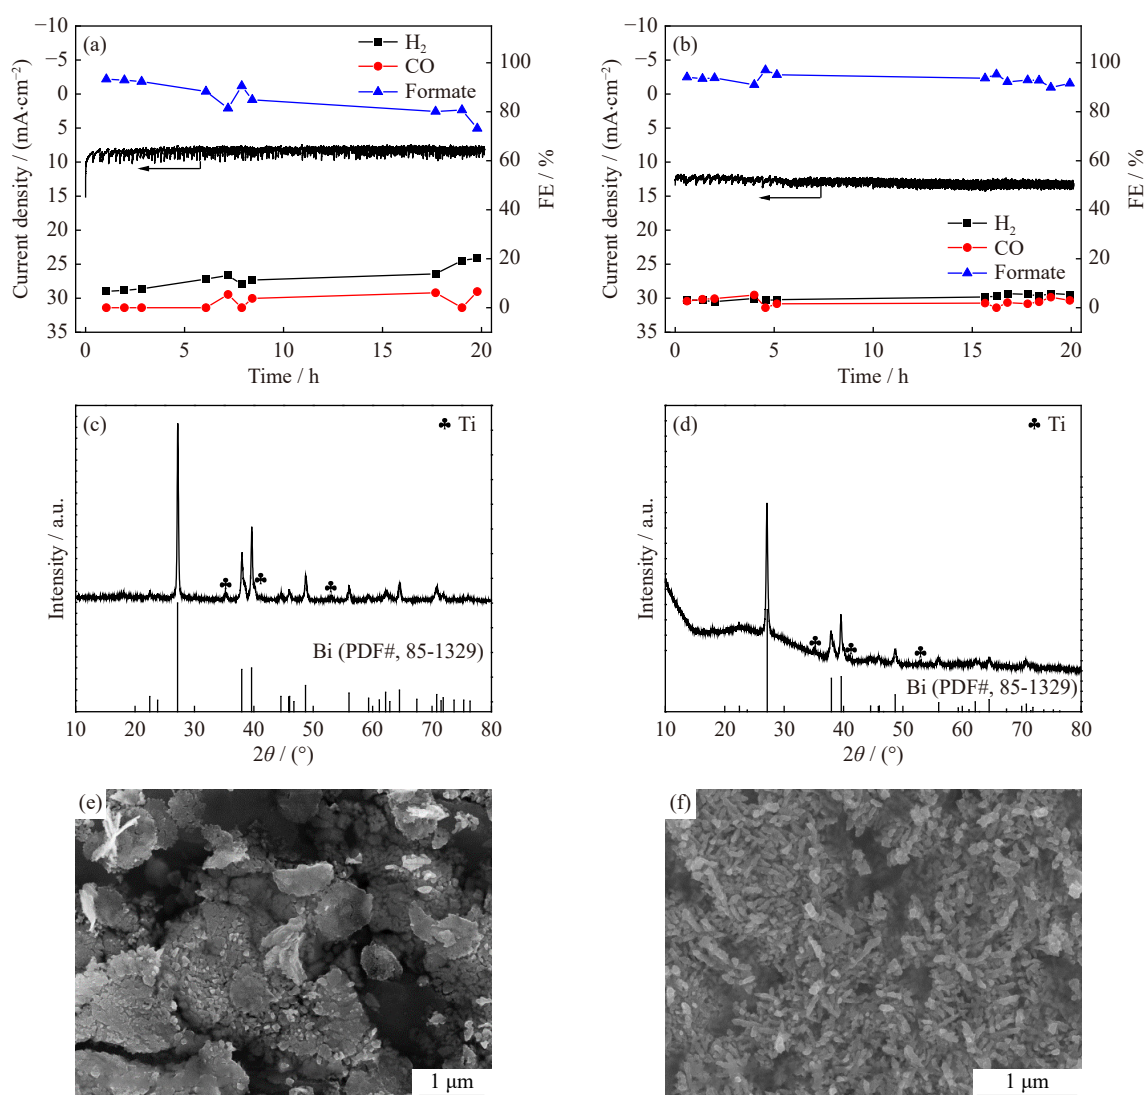 (a)
H₂
CO
Formate
−10
−5
0
5
10
15
20
25
30
35
Current density / (mA·cm⁻²)
100
80
60
40
20
0
FE / %
0 5 10 15 20
Time / h
(b)
H₂
CO
Formate
−10
−5
0
5
10
15
20
25
30
35
Current density / (mA·cm⁻²)
100
80
60
40
20
0
FE / %
0 5 10 15 20
Time / h
(c)
♣ Ti
Intensity / a.u.
♣ ♣ ♣
Bi (PDF#, 85-1329)
10 20 30 40 50 60 70 80
2θ / (°)
(d)
♣ Ti
Intensity / a.u.
♣ ♣ ♣
Bi (PDF#, 85-1329)
10 20 30 40 50 60 70 80
2θ / (°)
(e)
1 μm
(f)
1 μm